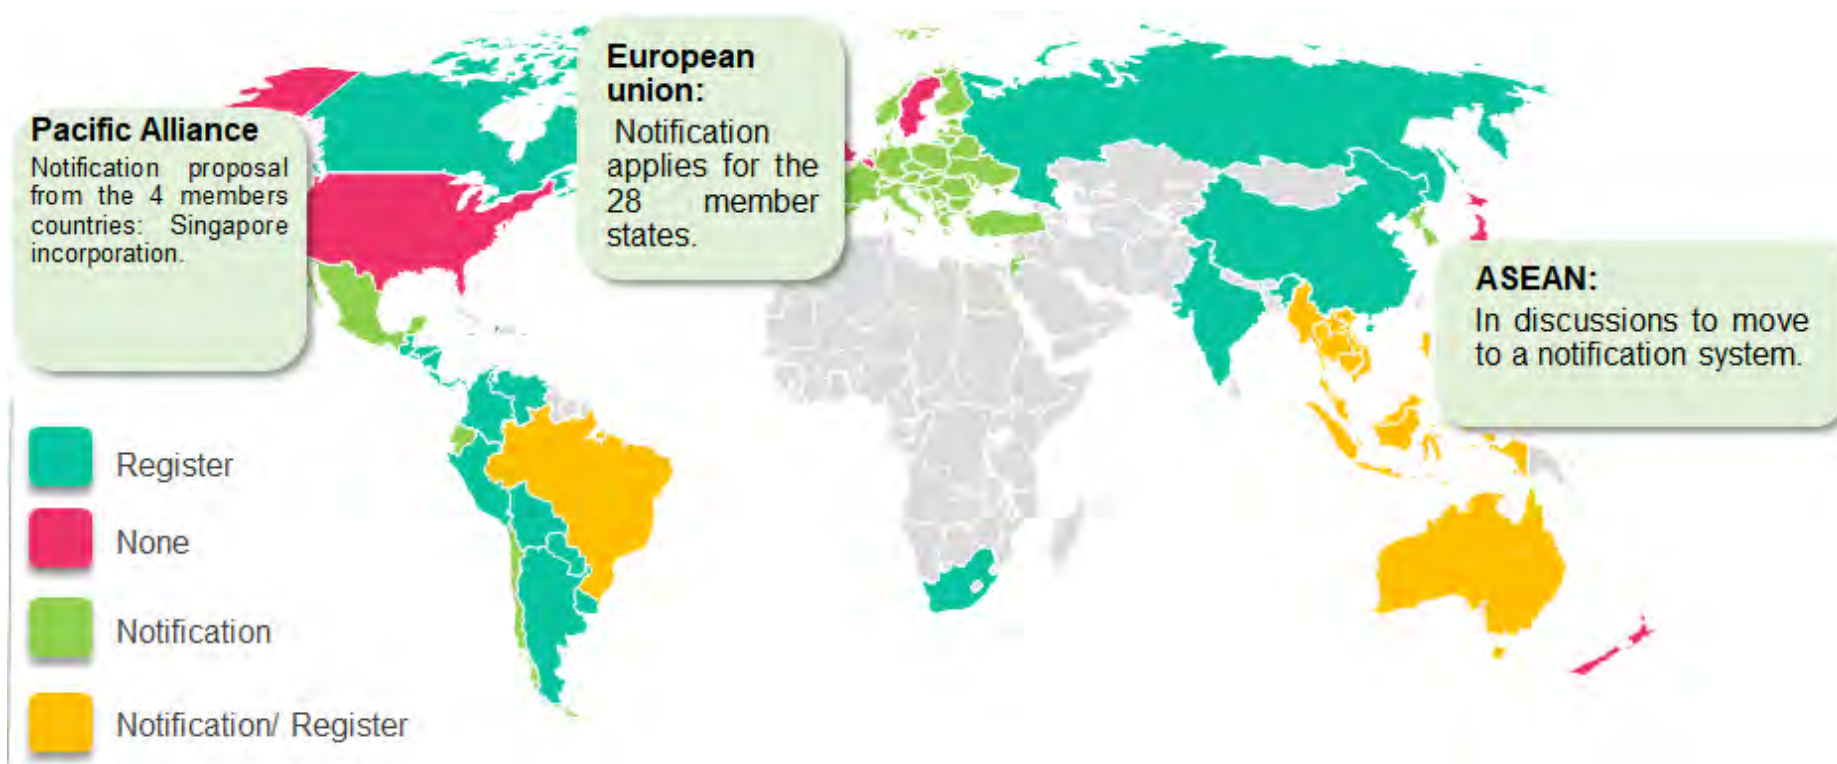 Pacific Alliance
Notification proposal
from the 4 members
countries: Singapore
incorporation.
European
union:
Notification
applies for the
28 member
states.
ASEAN:
In discussions to move
to a notification system.
Register
None
Notification
Notification/ Register